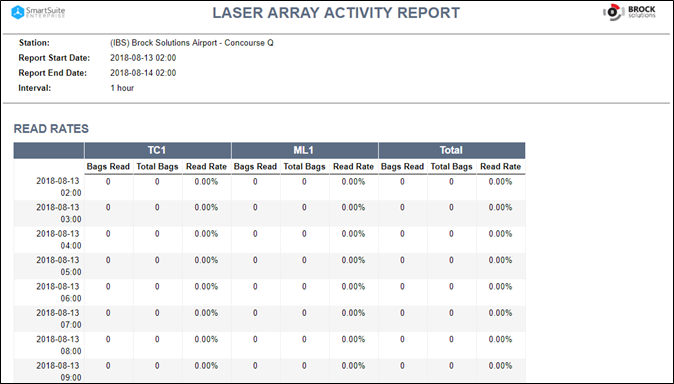 SmartSuite
ENTERPRISE
LASER ARRAY ACTIVITY REPORT
BROCK
solutions
Station: (IBS) Brock Solutions Airport - Concourse Q
Report Start Date: 2018-08-13 02:00
Report End Date: 2018-08-14 02:00
Interval: 1 hour
READ RATES
TC1 ML1 Total
Bags Read Total Bags Read Rate Bags Read Total Bags Read Rate Bags Read Total Bags Read Rate
2018-08-13 0 0 0.00% 0 0 0.00% 0 0 0.00%
02:00
2018-08-13 0 0 0.00% 0 0 0.00% 0 0 0.00%
03:00
2018-08-13 0 0 0.00% 0 0 0.00% 0 0 0.00%
04:00
2018-08-13 0 0 0.00% 0 0 0.00% 0 0 0.00%
05:00
2018-08-13 0 0 0.00% 0 0 0.00% 0 0 0.00%
06:00
2018-08-13 0 0 0.00% 0 0 0.00% 0 0 0.00%
07:00
2018-08-13 0 0 0.00% 0 0 0.00% 0 0 0.00%
08:00
2018-08-13 0 0 0.00% 0 0 0.00% 0 0 0.00%
09:00